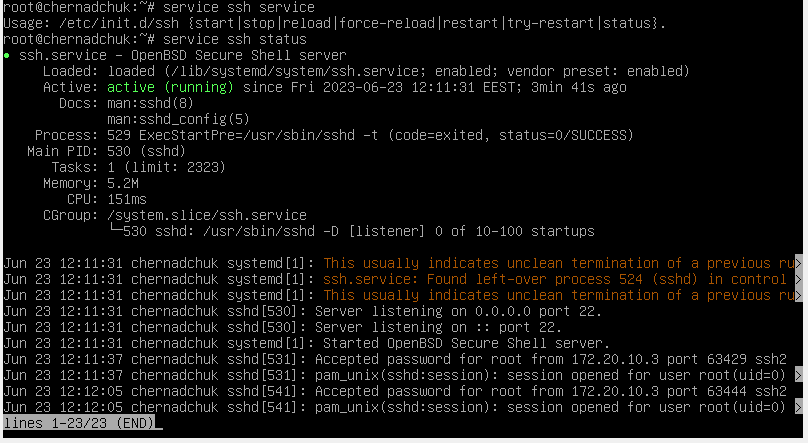 root@chernadchuk:~# service ssh service
Usage: /etc/init.d/ssh {start|stop|reload|force-reload|restart|try-restart|status}.
root@chernadchuk:~# service ssh status
● ssh.service - OpenBSD Secure Shell server
     Loaded: loaded (/lib/systemd/system/ssh.service; enabled; vendor preset: enabled)
     Active: active (running) since Fri 2023-06-23 12:11:31 EEST; 3min 41s ago
       Docs: man:sshd(8)
             man:sshd_config(5)
    Process: 529 ExecStartPre=/usr/sbin/sshd -t (code=exited, status=0/SUCCESS)
   Main PID: 530 (sshd)
      Tasks: 1 (limit: 2323)
     Memory: 5.2M
        CPU: 151ms
     CGroup: /system.slice/ssh.service
             └─530 sshd: /usr/sbin/sshd -D [listener] 0 of 10-100 startups

Jun 23 12:11:31 chernadchuk systemd[1]: This usually indicates unclean termination of a previous ru>
Jun 23 12:11:31 chernadchuk systemd[1]: ssh.service: Found left-over process 524 (sshd) in control >
Jun 23 12:11:31 chernadchuk systemd[1]: This usually indicates unclean termination of a previous ru>
Jun 23 12:11:31 chernadchuk sshd[530]: Server listening on 0.0.0.0 port 22.
Jun 23 12:11:31 chernadchuk sshd[530]: Server listening on :: port 22.
Jun 23 12:11:31 chernadchuk systemd[1]: Started OpenBSD Secure Shell server.
Jun 23 12:11:37 chernadchuk sshd[531]: Accepted password for root from 172.20.10.3 port 63429 ssh2
Jun 23 12:11:37 chernadchuk sshd[531]: pam_unix(sshd:session): session opened for user root(uid=0) >
Jun 23 12:12:05 chernadchuk sshd[541]: Accepted password for root from 172.20.10.3 port 63444 ssh2
Jun 23 12:12:05 chernadchuk sshd[541]: pam_unix(sshd:session): session opened for user root(uid=0) >
lines 1-23/23 (END)